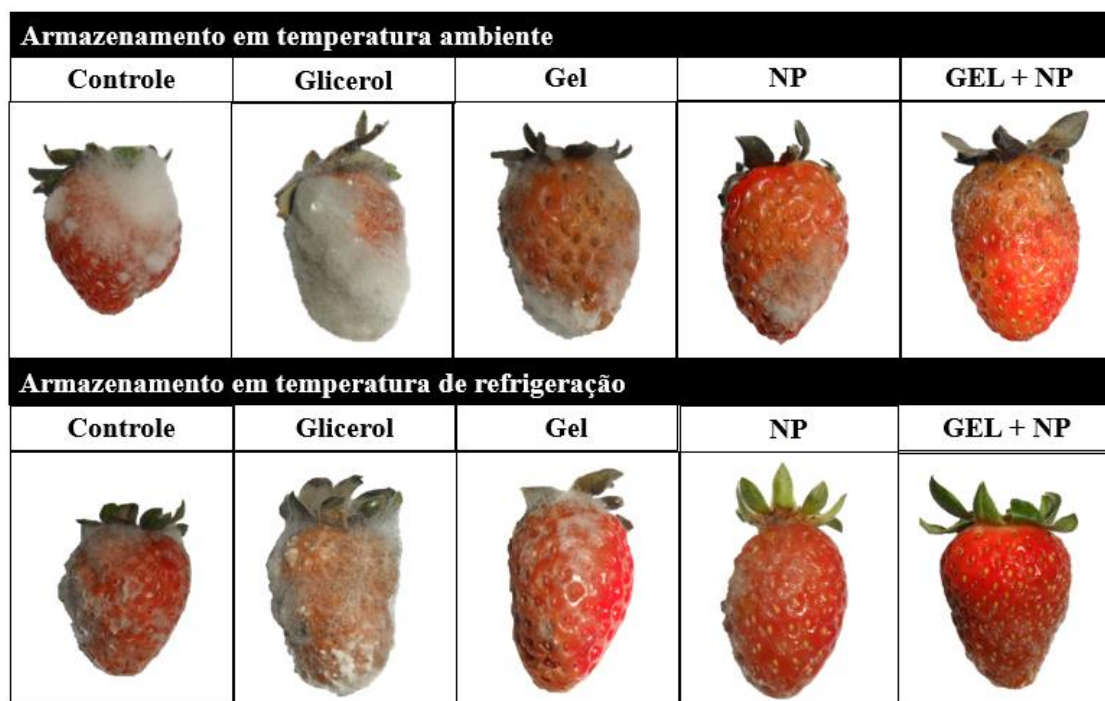 Armazenamento em temperatura ambiente
Controle Glicerol Gel NP GEL + NP
Armazenamento em temperatura de refrigeração
Controle Glicerol Gel NP GEL + NP